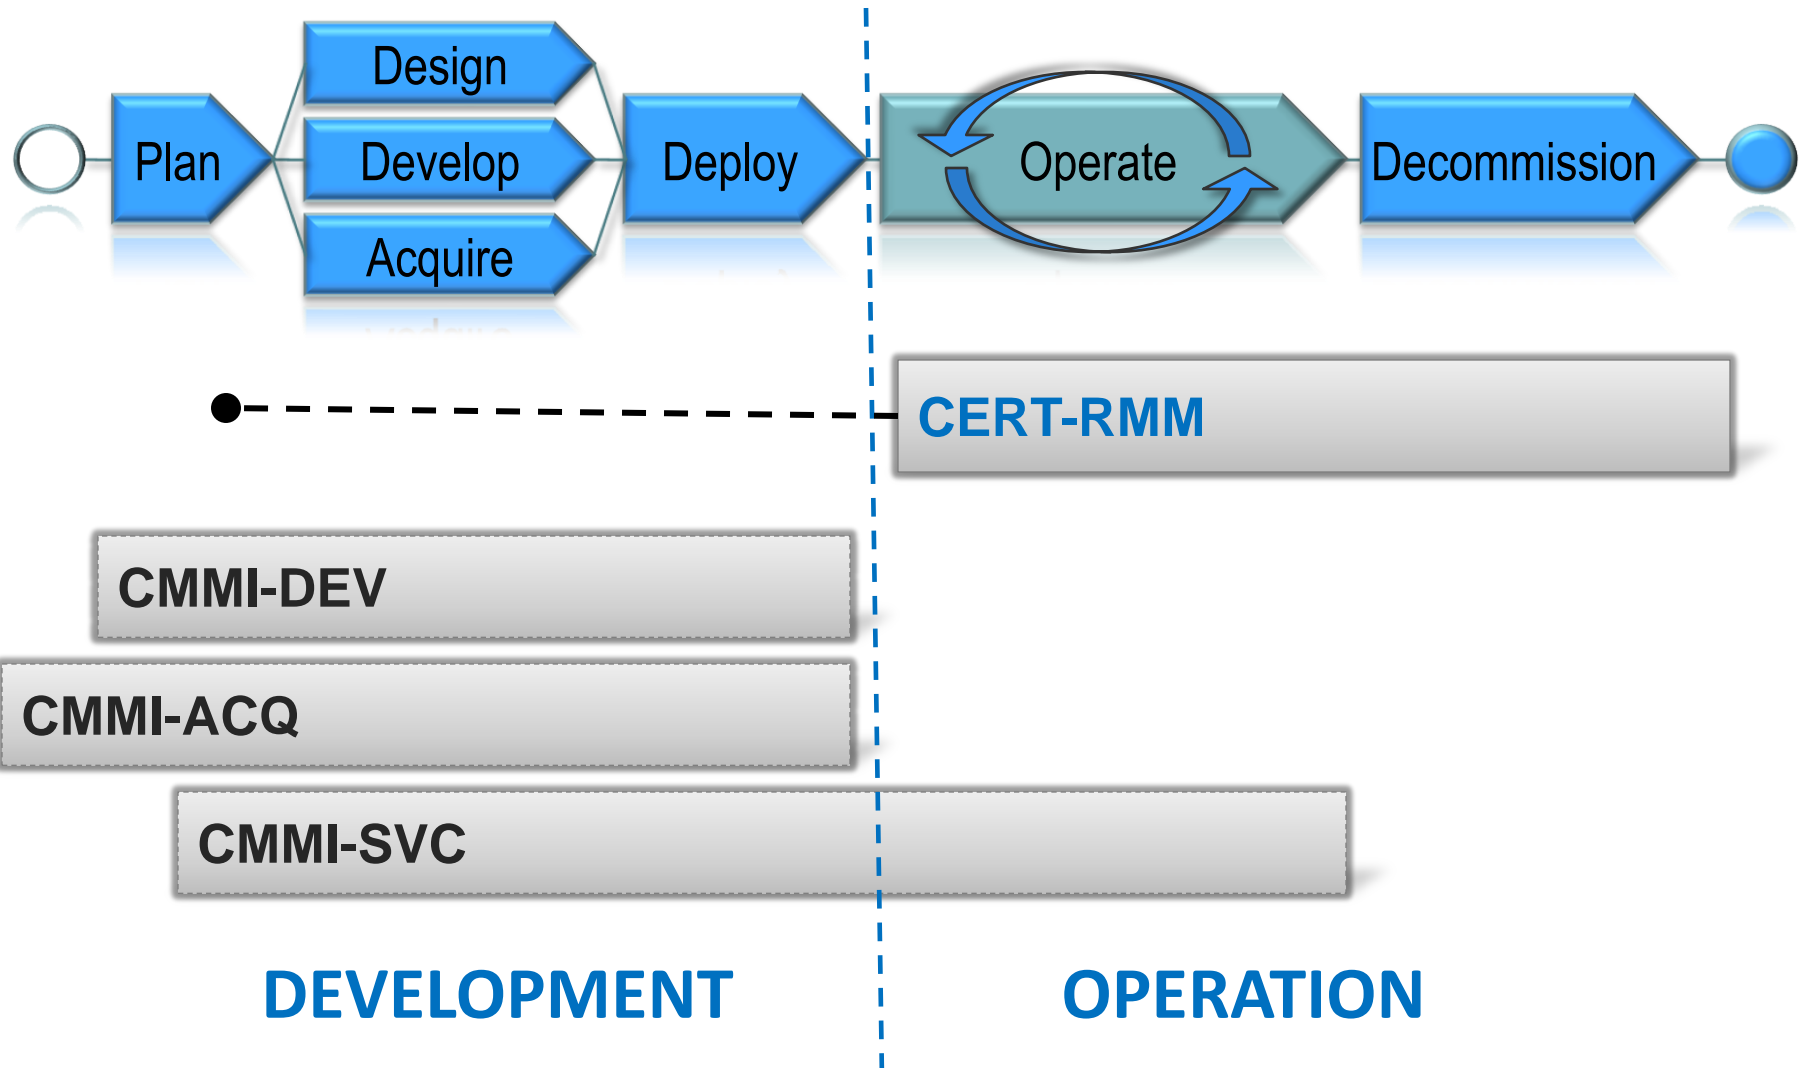 Design
Plan
Develop
Deploy
Operate
Decommission
Acquire
CERT-RMM
CMMI-DEV
CMMI-ACQ
CMMI-SVC
DEVELOPMENT
OPERATION